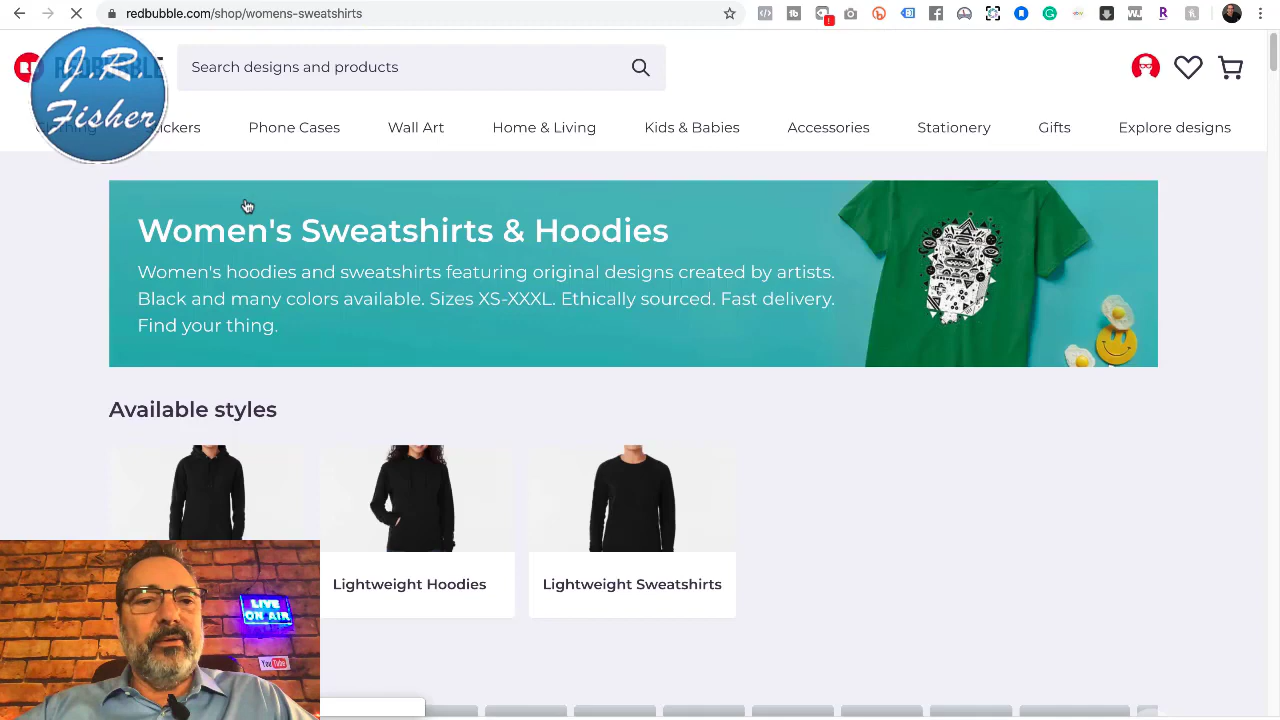 redbubble.com/shop/womens-sweatshirts
J.R
Fisher
Search designs and products
Clothing Stickers Phone Cases Wall Art Home & Living Kids & Babies Accessories Stationery Gifts Explore designs
Women's Sweatshirts & Hoodies
Women's hoodies and sweatshirts featuring original designs created by artists.
Black and many colors available. Sizes XS-XXXL. Ethically sourced. Fast delivery.
Find your thing.
Available styles
Lightweight Hoodies
Lightweight Sweatshirts
LIVE
ON AIR
YouTube